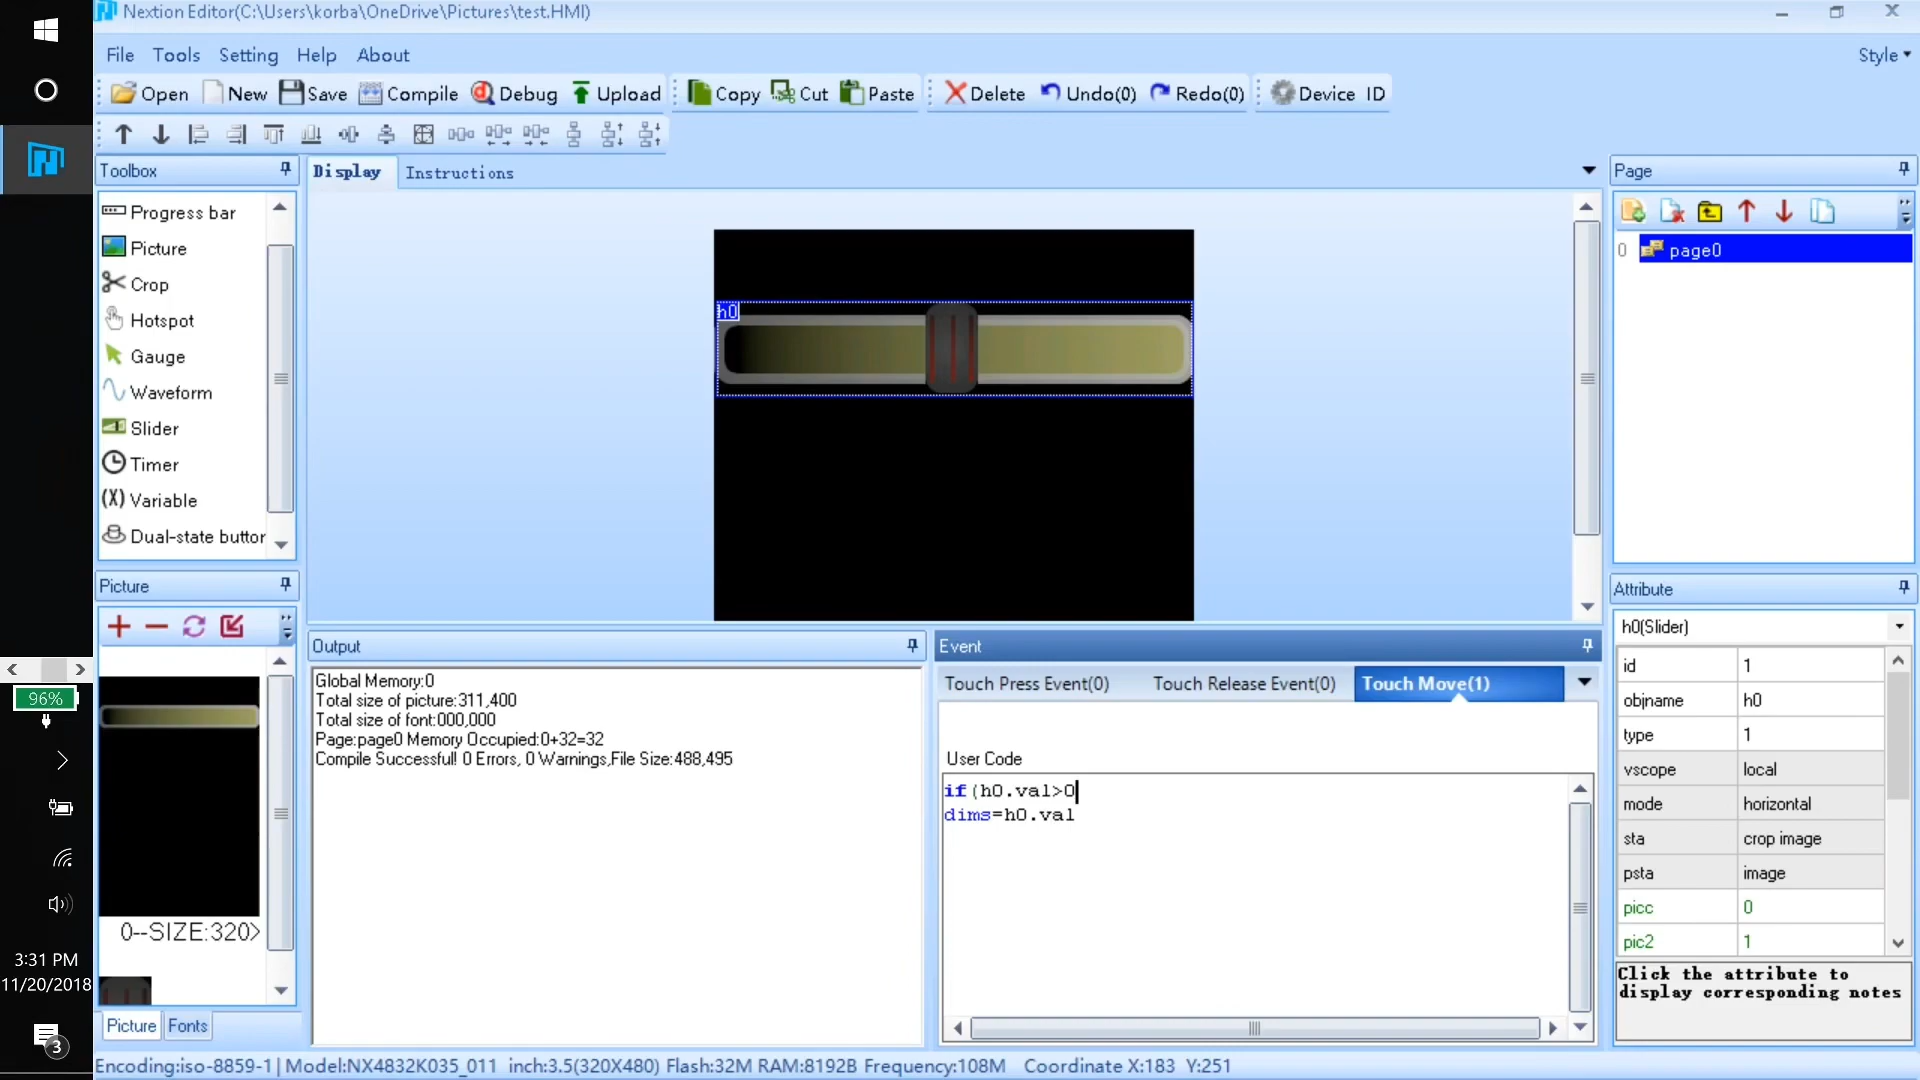 Nextion Editor(C:\Users\korba\OneDrive\Pictures\test.HMI)
File Tools Setting Help About
Style
Open New Save Compile Debug Upload Copy Cut Paste Delete Undo(0) Redo(0) Device ID
Toolbox
Progress bar
Picture
Crop
Hotspot
Gauge
Waveform
Slider
Timer
(X) Variable
Dual-state button
Picture
0--SIZE:320>
Picture Fonts
Display Instructions
h0
Output
Global Memory:0
Total size of picture:311,400
Total size of font:000,000
Page:page0 Memory Occupied:0+32=32
Compile Successful! 0 Errors, 0 Warnings,File Size:488,495
Event
Touch Press Event(0) Touch Release Event(0) Touch Move(1)
User Code
if(h0.val>0
dims=h0.val
Page
0 page0
Attribute
h0(Slider)
id 1
objname h0
type 1
vscope local
mode horizontal
sta crop image
psta image
picc 0
pic2 1
Click the attribute to
display corresponding notes
96%
3:31 PM
11/20/2018
3
Encoding:iso-8859-1| Model:NX4832K035_011 inch:3.5(320X480) Flash:32M RAM:8192B Frequency:108M Coordinate X:183 Y:251